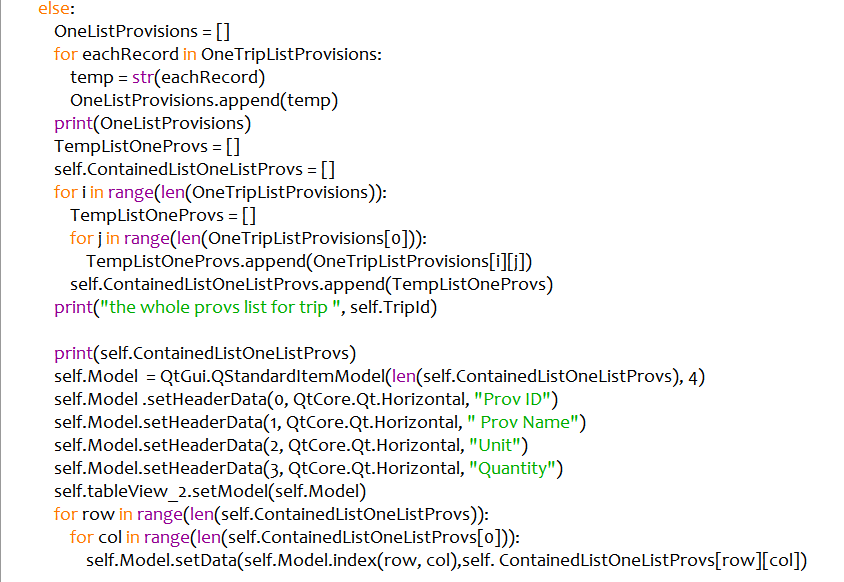 else:
OneListProvisions = []
for eachRecord in OneTripListProvisions:
temp = str(eachRecord)
OneListProvisions.append(temp)
print(OneListProvisions)
TempListOneProvs = []
self.ContainedListOneListProvs = []
for i in range(len(OneTripListProvisions)):
TempListOneProvs = []
for j in range(len(OneTripListProvisions[0])):
TempListOneProvs.append(OneTripListProvisions[i][j])
self.ContainedListOneListProvs.append(TempListOneProvs)
print("the whole provs list for trip ", self.TripId)
print(self.ContainedListOneListProvs)
self.Model  = QtGui.QStandardItemModel(len(self.ContainedListOneListProvs), 4)
self.Model .setHeaderData(0, QtCore.Qt.Horizontal, "Prov ID")
self.Model.setHeaderData(1, QtCore.Qt.Horizontal, " Prov Name")
self.Model.setHeaderData(2, QtCore.Qt.Horizontal, "Unit")
self.Model.setHeaderData(3, QtCore.Qt.Horizontal, "Quantity")
self.tableView_2.setModel(self.Model)
for row in range(len(self.ContainedListOneListProvs)):
for col in range(len(self.ContainedListOneListProvs[0])):
self.Model.setData(self.Model.index(row, col),self. ContainedListOneListProvs[row][col])